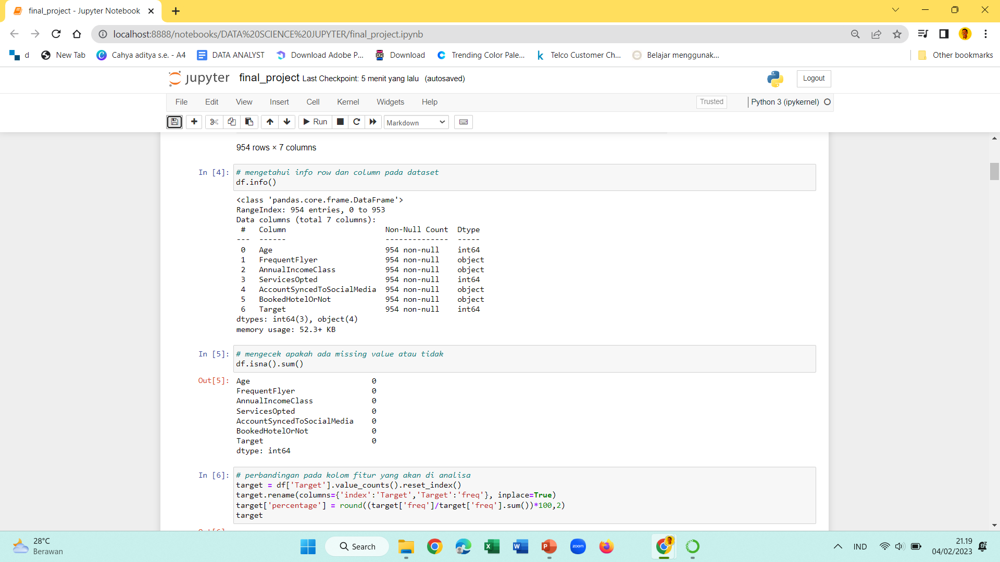 final_project - Jupyter Notebook
localhost:8888/notebooks/DATA%20SCIENCE%20JUPYTER/final_project.ipynb
d New Tab Cahya aditya s.e. - A4 DATA ANALYST Download Adobe P... Download Trending Color Pale... Telco Customer Ch... Belajar menggunak... Other bookmarks
jupyter final_project Last Checkpoint: 5 menit yang lalu (autosaved) Logout
File Edit View Insert Cell Kernel Widgets Help Trusted Python 3 (ipykernel)
Run Markdown
954 rows × 7 columns
In [4]: # mengetahui info row dan column pada dataset
df.info()
<class 'pandas.core.frame.DataFrame'>
RangeIndex: 954 entries, 0 to 953
Data columns (total 7 columns):
# Column Non-Null Count Dtype
--- ------ -------------- -----
0 Age 954 non-null int64
1 FrequentFlyer 954 non-null object
2 AnnualIncomeClass 954 non-null object
3 ServicesOpted 954 non-null int64
4 AccountSyncedToSocialMedia 954 non-null object
5 BookedHotelOrNot 954 non-null object
6 Target 954 non-null int64
dtypes: int64(3), object(4)
memory usage: 52.3+ KB
In [5]: # mengecek apakah ada missing value atau tidak
df.isna().sum()
Out[5]: Age 0
FrequentFlyer 0
AnnualIncomeClass 0
ServicesOpted 0
AccountSyncedToSocialMedia 0
BookedHotelOrNot 0
Target 0
dtype: int64
In [6]: # perbandingan pada kolom fitur yang akan di analisa
target = df['Target'].value_counts().reset_index()
target.rename(columns={'index':'Target','Target':'freq'}, inplace=True)
target['percentage'] = round((target['freq']/target['freq'].sum())*100,2)
target
28°C
Berawan
Search
zoom
IND
21.19
04/02/2023